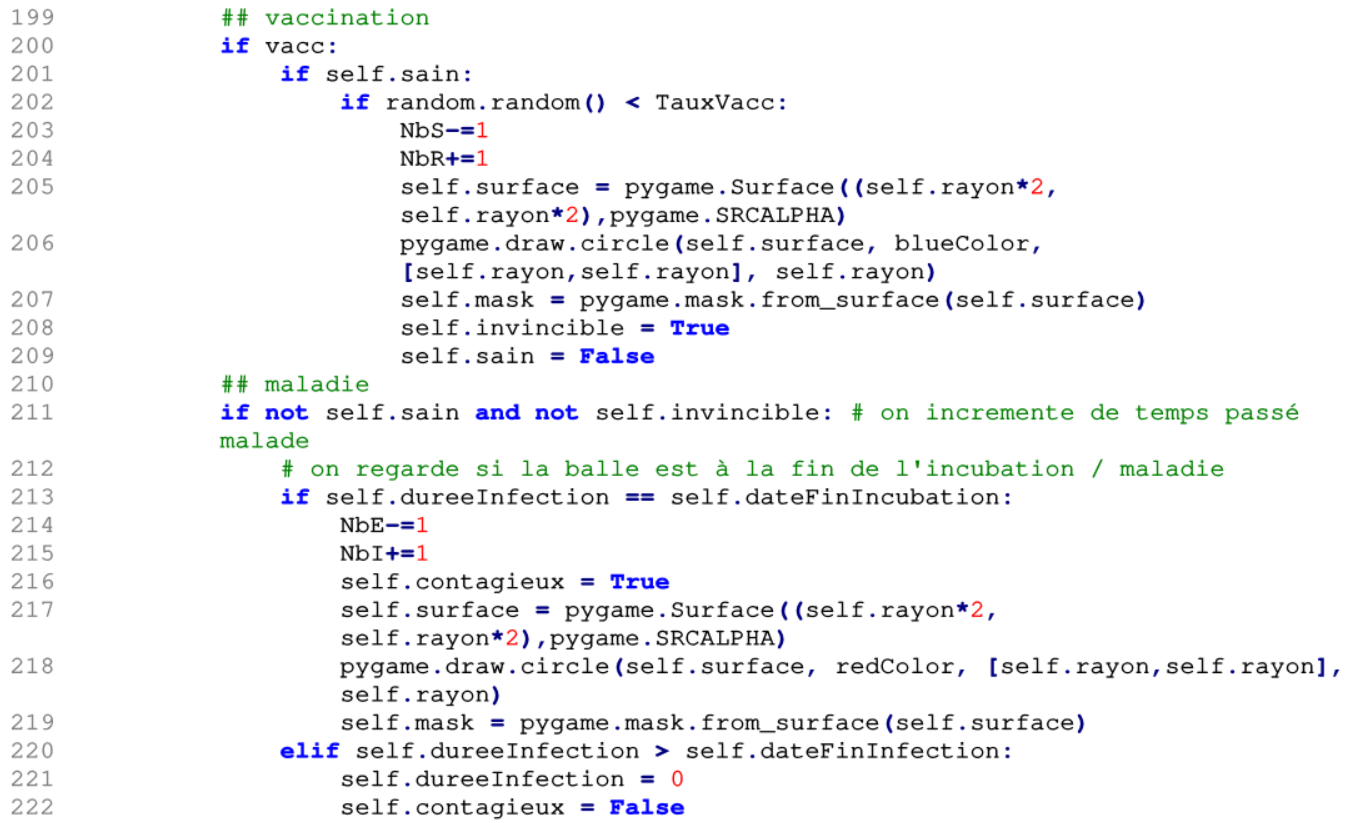 199 ## vaccination
200 if vacc:
201 if self.sain:
202 if random.random() < TauxVacc:
203 NbS-=1
204 NbR+=1
205 self.surface = pygame.Surface((self.rayon*2,
self.rayon*2),pygame.SRCALPHA)
206 pygame.draw.circle(self.surface, blueColor,
[self.rayon,self.rayon], self.rayon)
207 self.mask = pygame.mask.from_surface(self.surface)
208 self.invincible = True
209 self.sain = False
210 ## maladie
211 if not self.sain and not self.invincible: # on incremente de temps passé
malade
212 # on regarde si la balle est à la fin de l'incubation / maladie
213 if self.dureeInfection == self.dateFinIncubation:
214 NbE-=1
215 NbI+=1
216 self.contagieux = True
217 self.surface = pygame.Surface((self.rayon*2,
self.rayon*2),pygame.SRCALPHA)
218 pygame.draw.circle(self.surface, redColor, [self.rayon,self.rayon],
self.rayon)
219 self.mask = pygame.mask.from_surface(self.surface)
220 elif self.dureeInfection > self.dateFinInfection:
221 self.dureeInfection = 0
222 self.contagieux = False